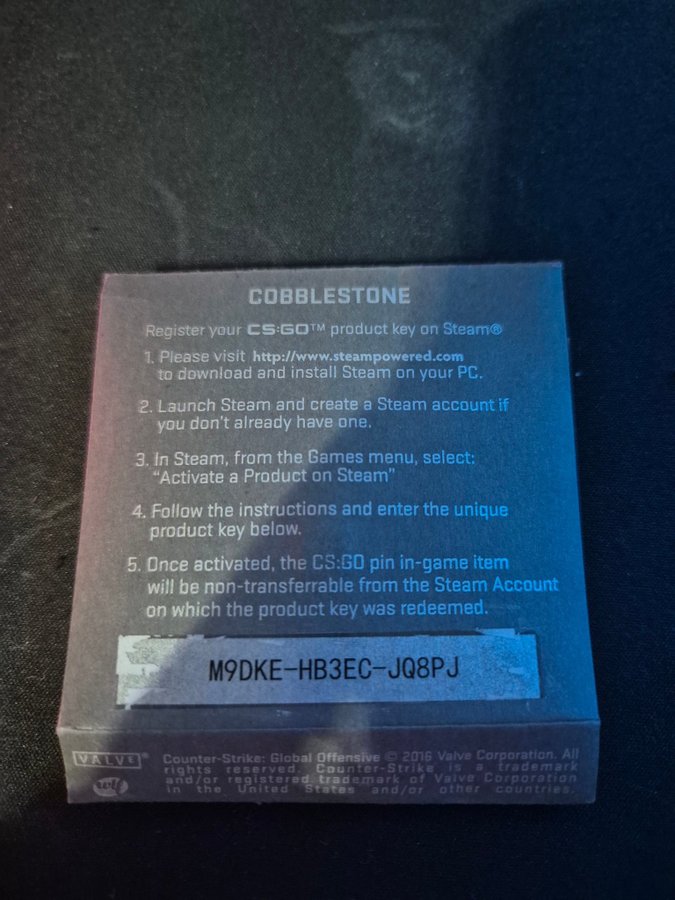 COBBLESTONE
Register your CS:GO™ product key on Steam®
1. Please visit http://www.steampowered.com
to download and install Steam on your PC.
2. Launch Steam and create a Steam account if
you don't already have one.
3. In Steam, from the Games menu, select:
“Activate a Product on Steam”
4. Follow the instructions and enter the unique
product key below.
5. Once activated, the CS:GO pin in-game item
will be non-transferrable from the Steam Account
on which the product key was redeemed.
M9DKE-HB3EC-JQ8PJ
VALVE® Counter-Strike: Global Offensive © 2016 Valve Corporation. All
rights reserved. Counter-Strike is a trademark
and/or registered trademark of Valve Corporation
in the United States and/or other countries.